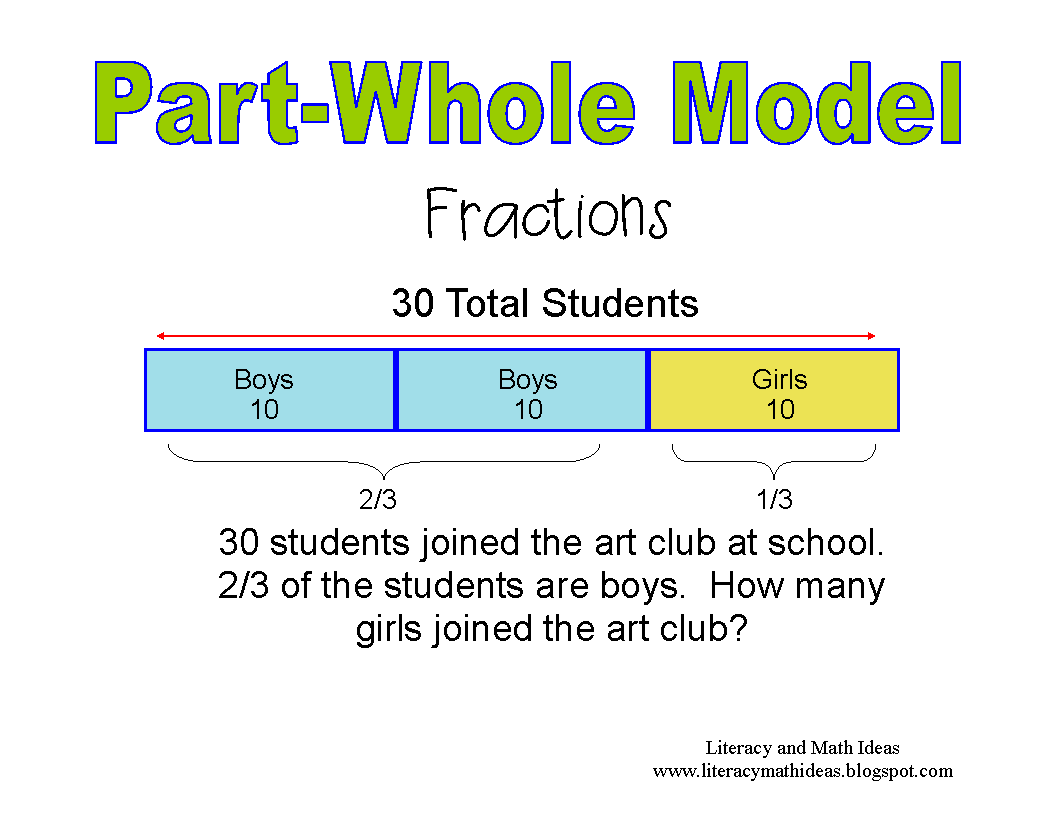 Part-Whole Model
Fractions
30 Total Students
Boys
10
Boys
10
Girls
10
2/3
1/3
30 students joined the art club at school.
2/3 of the students are boys.  How many
girls joined the art club?
Literacy and Math Ideas
www.literacymathideas.blogspot.com